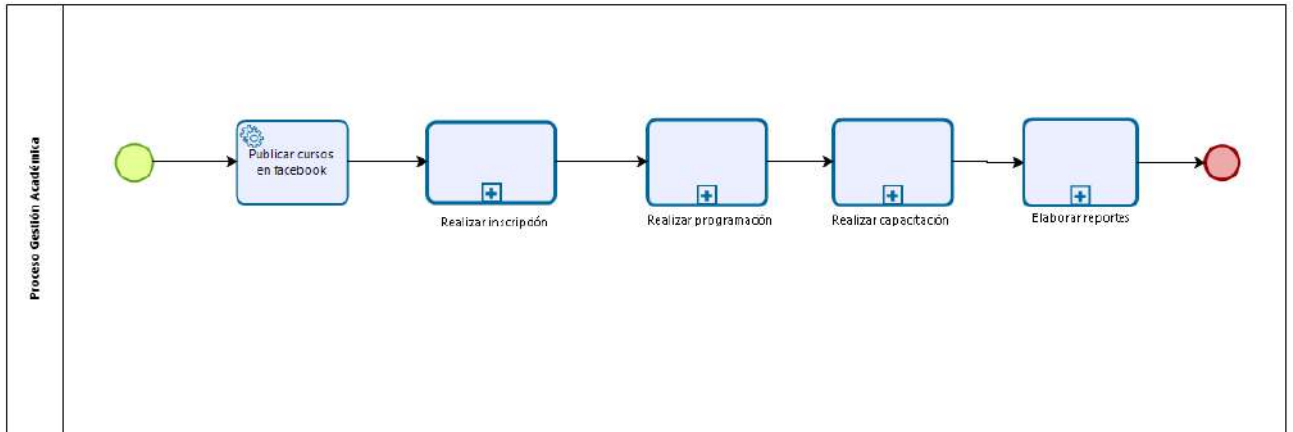 Proceso Gestión Académica
Publicar cursos
en facebook
Realizar inscripción
Realizar programación
Realizar capacitación
Elaborar reportes